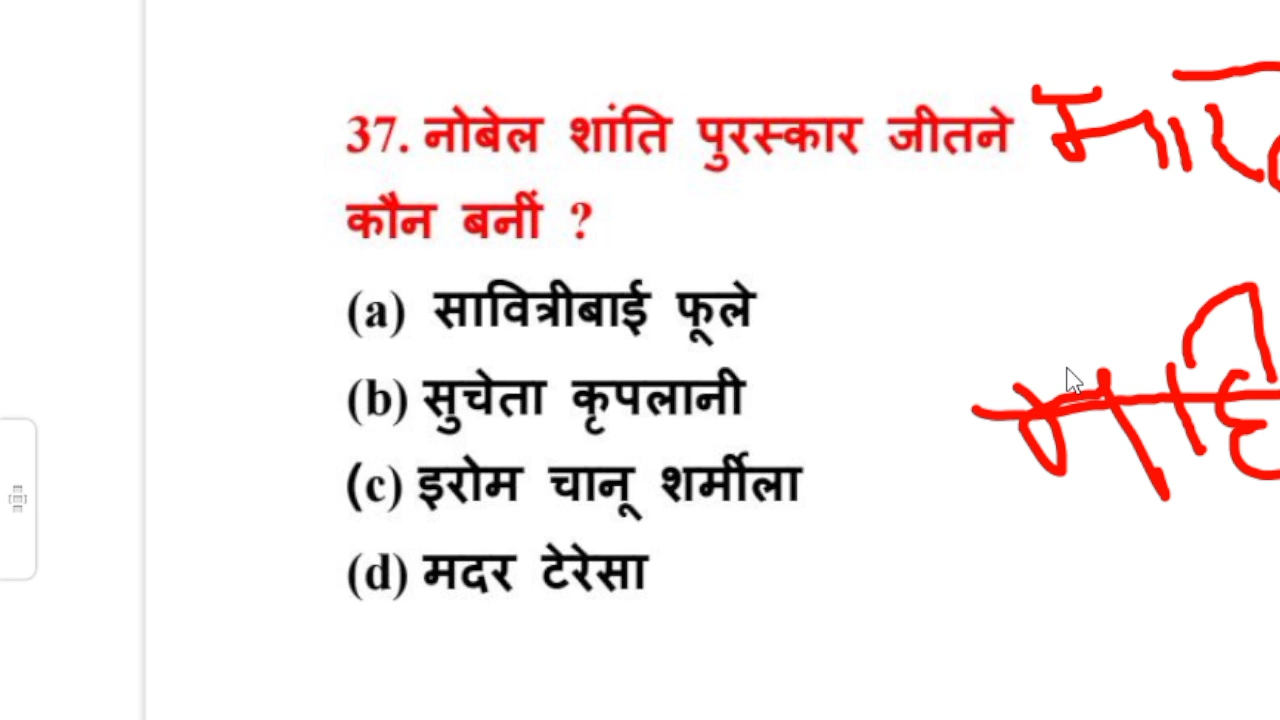 37. नोबेल शांति पुरस्कार जीतने
कौन बनीं ?
(a) सावित्रीबाई फूले
(b) सुचेता कृपलानी
(c) इरोम चानू शर्मीला
(d) मदर टेरेसा